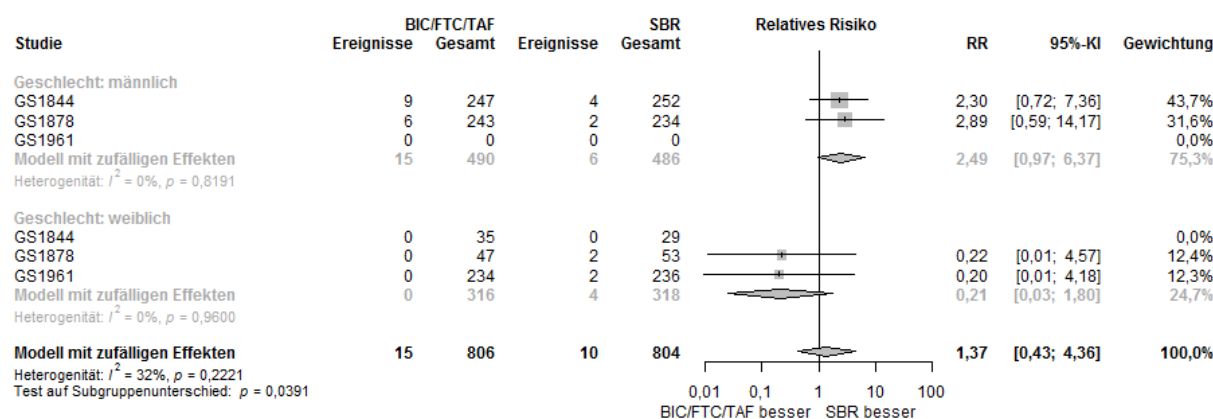 BIC/FTC/TAF SBR Relatives Risiko
Studie Ereignisse Gesamt Ereignisse Gesamt RR 95%-KI Gewichtung
Geschlecht: männlich
GS1844 9 247 4 252 2,30 [0,72; 7,36] 43,7%
GS1878 6 243 2 234 2,89 [0,59; 14,17] 31,6%
GS1961 0 0 0 0 0,0%
Modell mit zufälligen Effekten 15 490 6 486 2,49 [0,97; 6,37] 75,3%
Heterogenität: I² = 0%, p = 0,8191
Geschlecht: weiblich
GS1844 0 35 0 29 0,0%
GS1878 0 47 2 53 0,22 [0,01; 4,57] 12,4%
GS1961 0 234 2 236 0,20 [0,01; 4,18] 12,3%
Modell mit zufälligen Effekten 0 316 4 318 0,21 [0,03; 1,80] 24,7%
Heterogenität: I² = 0%, p = 0,9600
Modell mit zufälligen Effekten 15 806 10 804 1,37 [0,43; 4,36] 100,0%
Heterogenität: I² = 32%, p = 0,2221
Test auf Subgruppenunterschied: p = 0,0391
0,01 0,1 1 10 100
BIC/FTC/TAF besser SBR besser